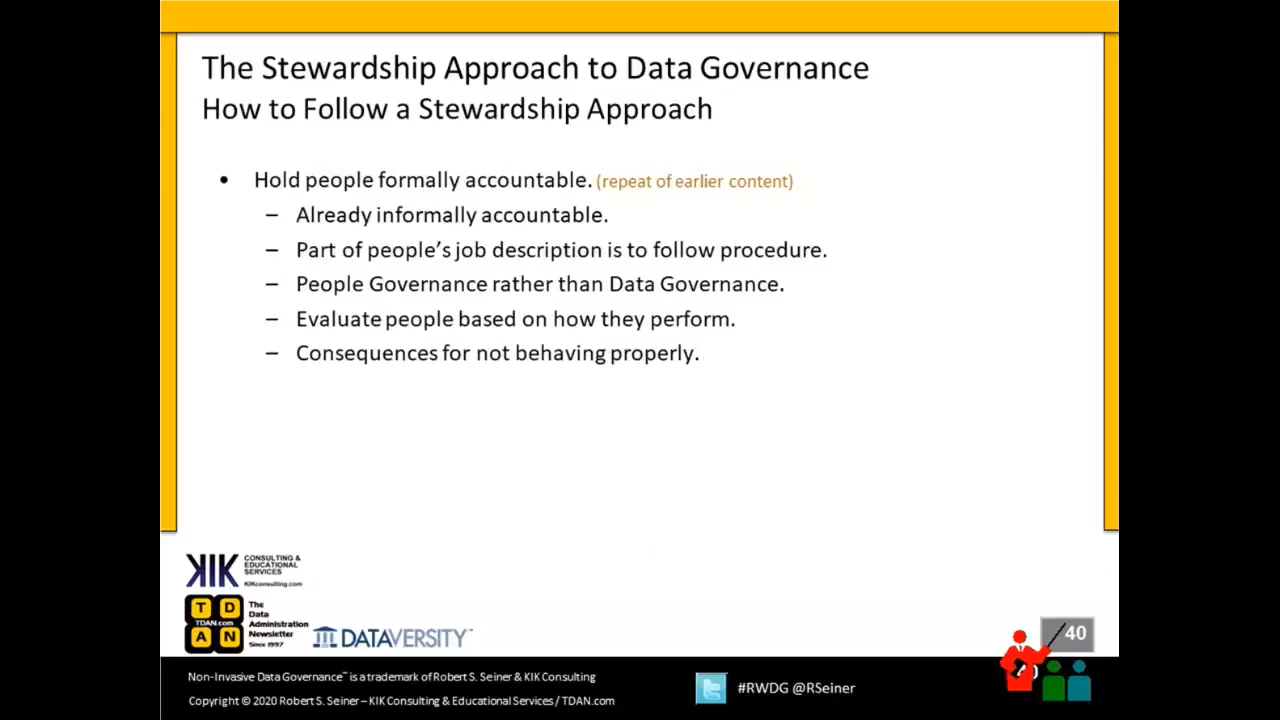 The Stewardship Approach to Data Governance
How to Follow a Stewardship Approach
• Hold people formally accountable. (repeat of earlier content)
– Already informally accountable.
– Part of people's job description is to follow procedure.
– People Governance rather than Data Governance.
– Evaluate people based on how they perform.
– Consequences for not behaving properly.
KIK
CONSULTING &
EDUCATIONAL
SERVICES
KIKconsulting.com
T D
TDAN.com
A N
The
Data
Administration
Newsletter
Since 1997
DATAVERSITY™
40
Non-Invasive Data Governance™ is a trademark of Robert S. Seiner & KIK Consulting
Copyright © 2020 Robert S. Seiner – KIK Consulting & Educational Services / TDAN.com
#RWDG @RSeiner